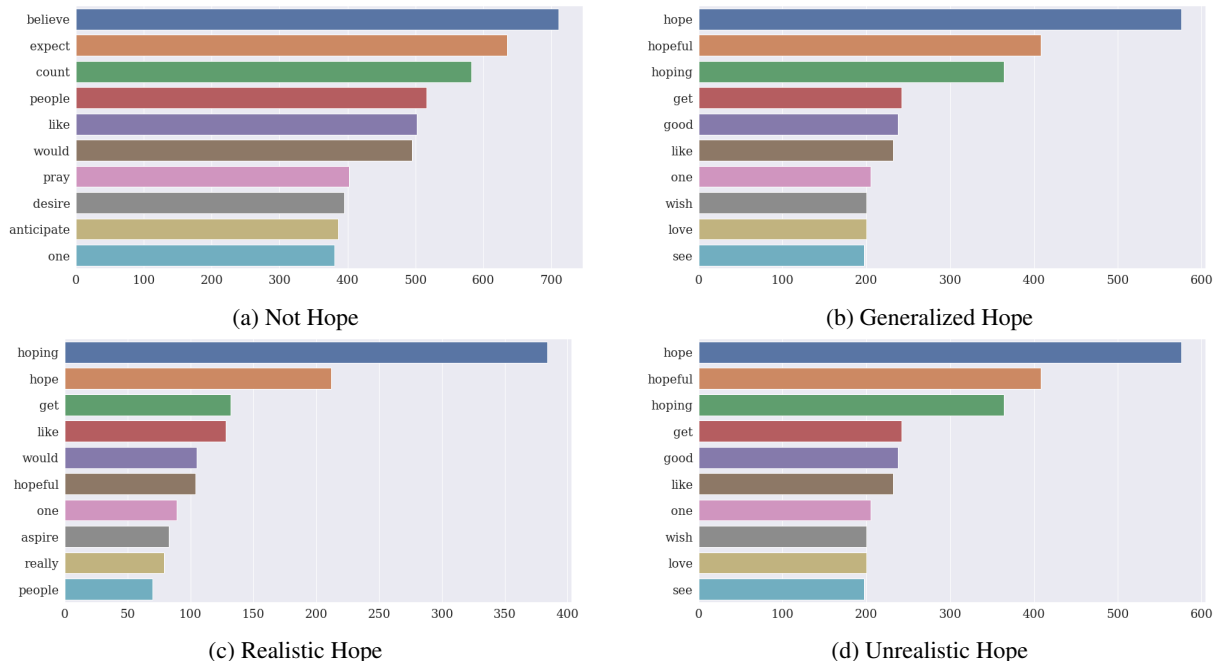 believe
expect
count
people
like
would
pray
desire
anticipate
one
0 100 200 300 400 500 600 700
(a) Not Hope
hope
hopeful
hoping
get
good
like
one
wish
love
see
0 100 200 300 400 500 600
(b) Generalized Hope
hoping
hope
get
like
would
hopeful
one
aspire
really
people
0 50 100 150 200 250 300 350 400
(c) Realistic Hope
hope
hopeful
hoping
get
good
like
one
wish
love
see
0 100 200 300 400 500 600
(d) Unrealistic Hope